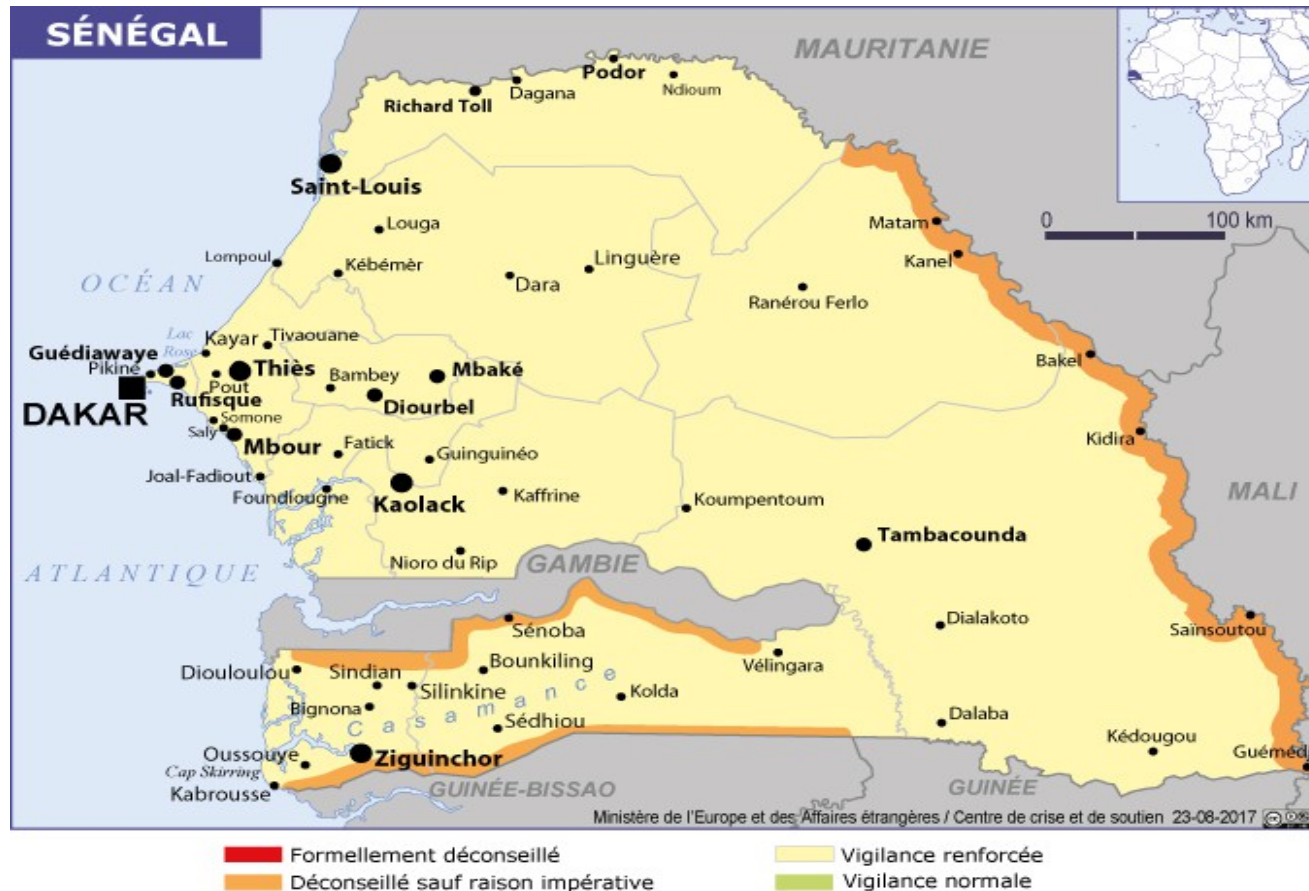 SÉNÉGAL
MAURITANIE
Podor
Ndioum
Dagana
Richard Toll
Saint-Louis
0 100 km
Louga
Matam
Lompoul
Kébémèr
Linguère
Kanel
Dara
OCÉAN
Ranérou Ferlo
Lac
Rose
Kayar
Tivaouane
Guédiawaye
Pikine
Thiès
Mbaké
Bakel
Pout
Bambey
DAKAR
Rufisque
Diourbel
Somone
Saly
Mbour
Fatick
Guinguinéo
Kidira
Joal-Fadiout
Foundiougne
Kaolack
Kaffrine
Koumpentoum
MALI
Tambacounda
Nioro du Rip
GAMBIE
ATLANTIQUE
Sénoba
Dialakoto
Saïnsoutou
Diouloulou
Sindian
Bounkiling
Vélingara
Silinkine
Kolda
Bignona
Casamance
Sédhiou
Dalaba
Oussouye
Ziguinchor
Kédougou
Guémédj
Cap Skirring
Kabrousse
GUINÉE-BISSAO
GUINÉE
Ministère de l'Europe et des Affaires étrangères / Centre de crise et de soutien 23-08-2017
Formellement déconseillé
Vigilance renforcée
Déconseillé sauf raison impérative
Vigilance normale